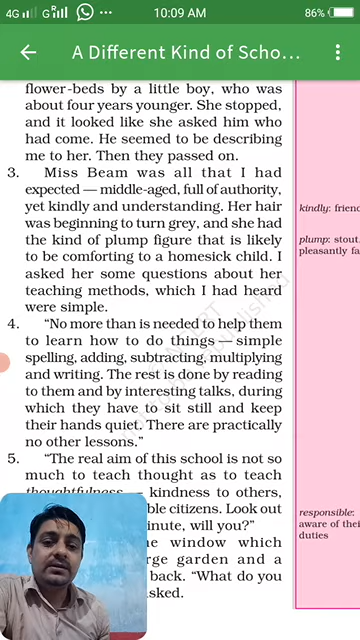 4G G R 10:09 AM 86%
A Different Kind of Scho...
flower-beds by a little boy, who was
about four years younger. She stopped,
and it looked like she asked him who
had come. He seemed to be describing
me to her. Then they passed on.
3. Miss Beam was all that I had
expected — middle-aged, full of authority,
yet kindly and understanding. Her hair
was beginning to turn grey, and she had
the kind of plump figure that is likely
to be comforting to a homesick child. I
asked her some questions about her
teaching methods, which I had heard
were simple.
kindly: frien
plump: stout,
pleasantly fa
4. “No more than is needed to help them
to learn how to do things — simple
spelling, adding, subtracting, multiplying
and writing. The rest is done by reading
to them and by interesting talks, during
which they have to sit still and keep
their hands quiet. There are practically
no other lessons.”
5. “The real aim of this school is not so
much to teach thought as to teach
thoughtfulness — kindness to others,
ble citizens. Look out
minute, will you?”
e window which
rge garden and a
back. “What do you
asked.
responsible:
aware of thei
duties